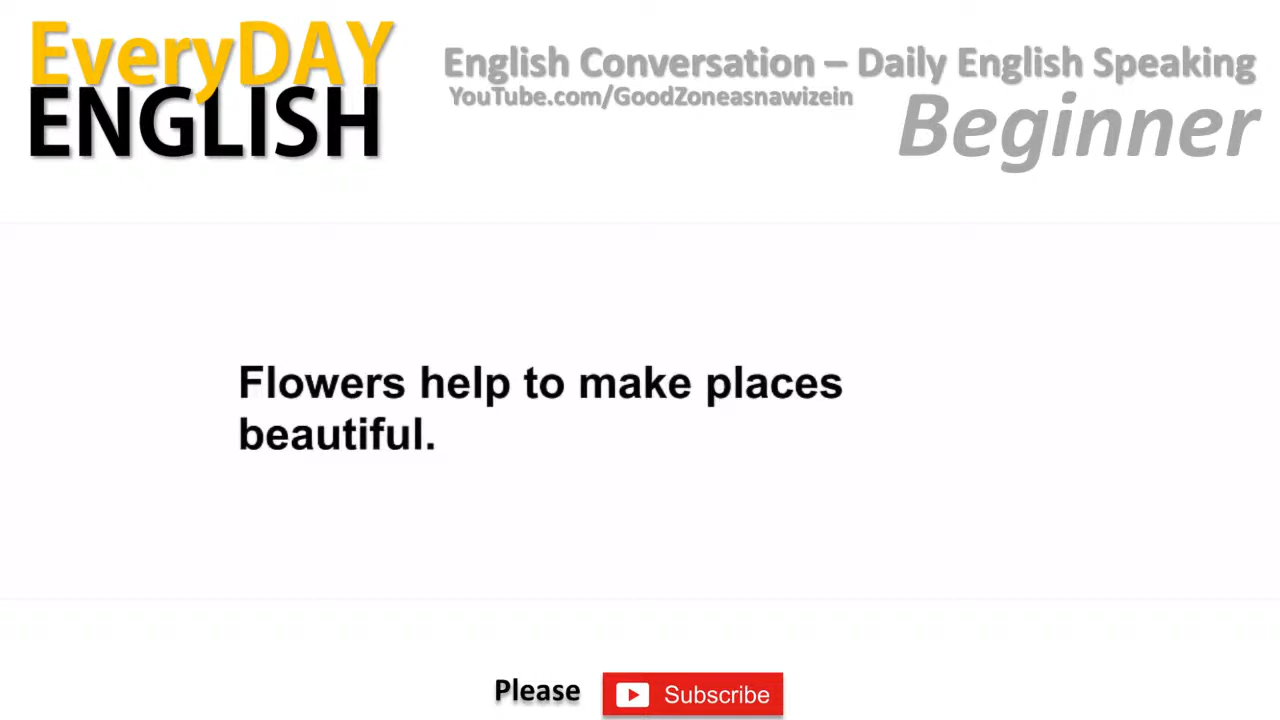 EveryDAY
ENGLISH
English Conversation – Daily English Speaking
YouTube.com/GoodZoneasnawizein
Beginner
Flowers help to make places
beautiful.
Please
Subscribe